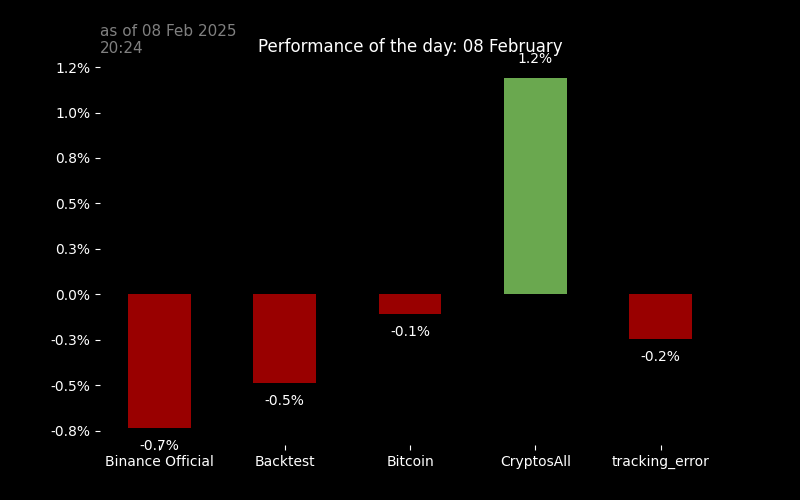 as of 08 Feb 2025
20:24
Performance of the day: 08 February
1.2%
1.2%
1.0%
0.8%
0.5%
0.3%
0.0%
-0.3%
-0.1%
-0.2%
-0.5%
-0.5%
-0.8%
-0.7%
Binance Official
Backtest
Bitcoin
CryptosAll
tracking_error